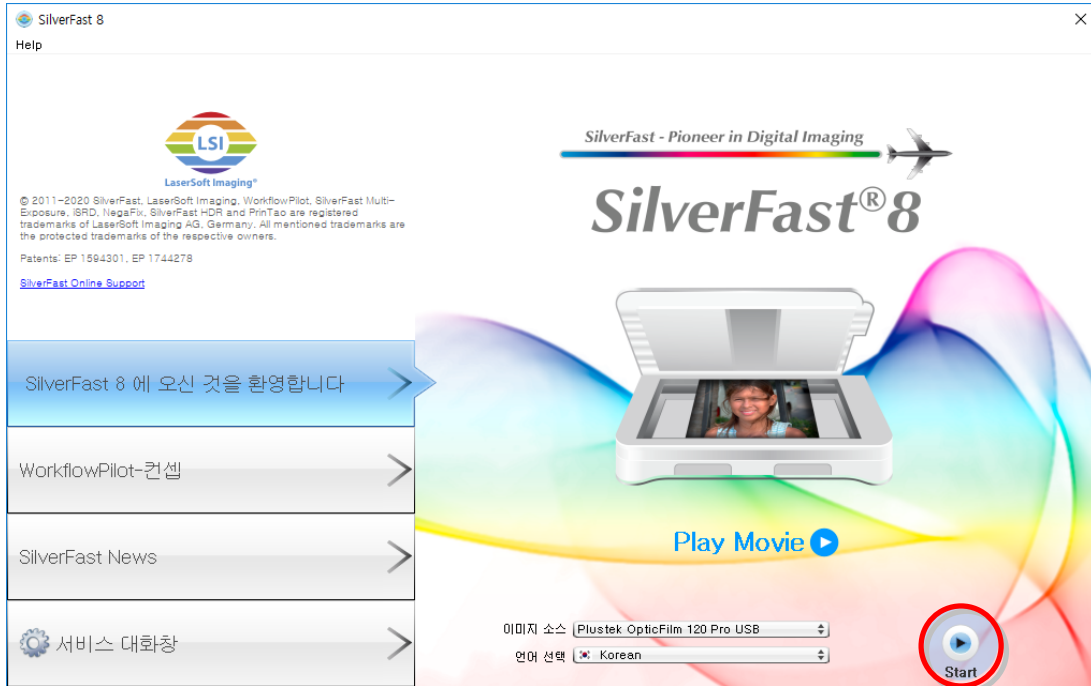 SilverFast 8
Help
LSI
LaserSoft Imaging®
© 2011-2020 SilverFast, LaserSoft Imaging, WorkflowPilot, SilverFast Multi-
Exposure, iSRD, NegaFix, SilverFast HDR and PrinTao are registered
trademarks of LaserSoft Imaging AG, Germany. All mentioned trademarks are
the protected trademarks of the respective owners.
Patents: EP 1594301, EP 1744278
SilverFast Online Support
SilverFast 8 에 오신 것을 환영합니다
WorkflowPilot-컨셉
SilverFast News
서비스 대화창
SilverFast - Pioneer in Digital Imaging
SilverFast®8
Play Movie
이미지 소스 Plustek OpticFilm 120 Pro USB
언어 선택 Korean
Start